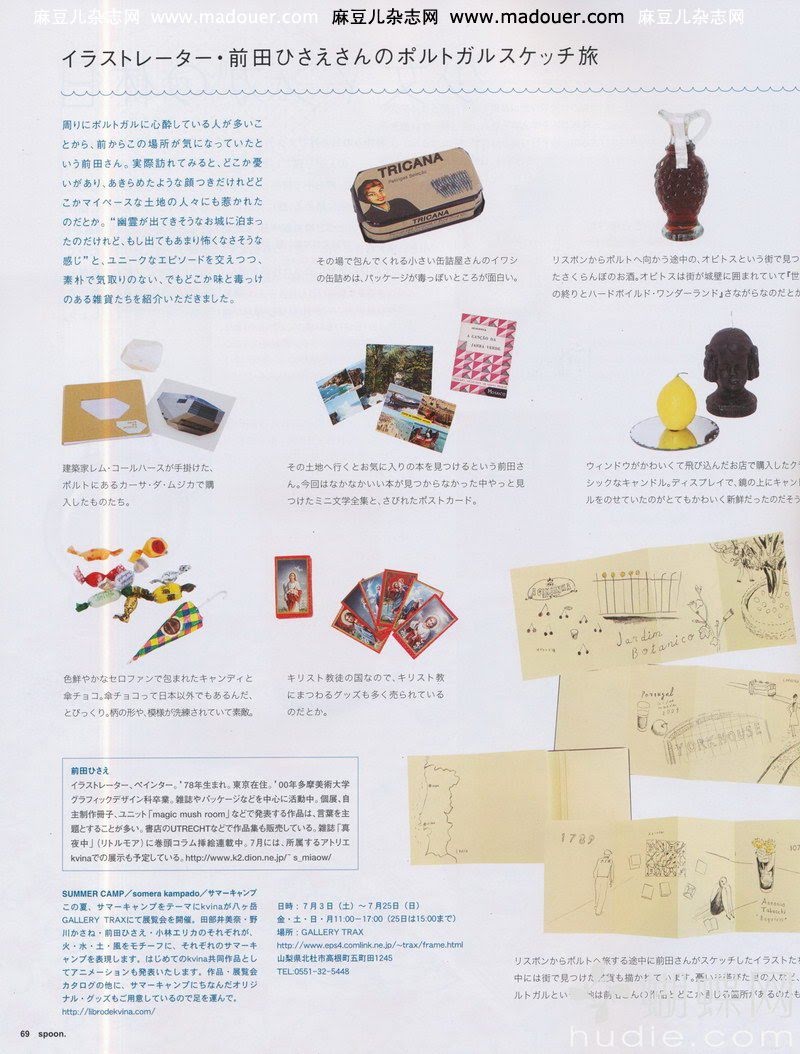 麻豆儿杂志网 www.madouer.com 麻豆儿杂志网 www.madouer.com 麻豆儿杂志网
イラストレーター・前田ひさえさんのポルトガルスケッチ旅
周りにポルトガルに心酔している人が多いこ
とから、前からこの場所が気になっていたと
いう前田さん。実際訪れてみると、どこか憂
いがあり、あきらめたような顔つきだけれどど
こかマイペースな土地の人々にも惹かれた
のだとか。“幽霊が出てきそうなお城に泊まっ
たのだけれど、もし出てもあまり怖くなさそうな
感じ”と、ユニークなエピソードを交えつつ、
素朴で気取りのない、でもどこか味と毒っけ
のある雑貨たちを紹介いただきました。
TRICANA
TRICANA
その場で包んでくれる小さい缶詰屋さんのイワシ
の缶詰めは、パッケージが毒っぽいところが面白い。
リスボンからポルトへ向かう途中の、オビドスという街で見つ
たさくらんぼのお酒。オビドスは街が城壁に囲まれていて『世
の終りとハードボイルド・ワンダーランド』さながらなのだとか
建築家レム・コールハースが手掛けた、
ポルトにあるカーサ・ダ・ムジカで購
入したものたち。
A CANÇÃO DA
JANELA VERDE
MOSAICO
その土地へ行くとお気に入りの本を見つけるという前田さ
ん。今回はなかなかいい本が見つからなかった中やっと見
つけたミニ文学全集と、さびれたポストカード。
ウィンドウがかわいくて飛び込んだお店で購入したクラ
シックなキャンドル。ディスプレイで、鏡の上にキャンド
ルをのせていたのがとてもかわいく新鮮だったのだそう
色鮮やかなセロファンで包まれたキャンディと
傘チョコ。傘チョコって日本以外でもあるんだ、
とびっくり。柄の形や、模様が洗練されていて素敵。
キリスト教徒の国なので、キリスト教
にまつわるグッズも多く売られている
のだとか。
Jardim
Botanico
Portugal
YORKHOUSE
1789
Antonio
Tabucchi
"Requiem"
前田ひさえ
イラストレーター、ペインター。’78年生まれ。東京在住。’00年多摩美術大学
グラフィックデザイン科卒業。雑誌やパッケージなどを中心に活動中。個展、自
主制作冊子、ユニット「magic mush room」などで発表する作品は、言葉を主
題とすることが多い。書店のUTRECHTなどで作品集も販売している。雑誌「真
夜中」（リトルモア）に巻頭コラム挿絵連載中。7月には、所属するアトリエ
kvinaでの展示も予定している。http://www.k2.dion.ne.jp/~s_miaow/
SUMMER CAMP／somera kampado／サマーキャンプ
この夏、サマーキャンプをテーマにkvinaが八ヶ岳
GALLERY TRAXにて展覧会を開催。田部井美奈・野
川かさね・前田ひさえ・小林エリカのそれぞれが、
火・水・土・風をモチーフに、それぞれのサマーキ
ャンプを表現します。はじめてのkvina共同作品とし
てアニメーションも発表いたします。作品・展覧会
カタログの他に、サマーキャンプにちなんだオリジ
ナル・グッズもご用意しているので足を運んで。
http://librodekvina.com/
日時：7月3日（土）～7月25日（日）
金・土・日・月11:00－17:00（25日は15:00まで）
場所：GALLERY TRAX
http://www.eps4.comlink.ne.jp/~trax/frame.html
山梨県北杜市高根町五町田1245
TEL:0551-32-5448
リスボンからポルトへ旅する途中に前田さんがスケッチしたイラストたち
中には街で見つけた
69 spoon.
蝴蝶网
hudie.com